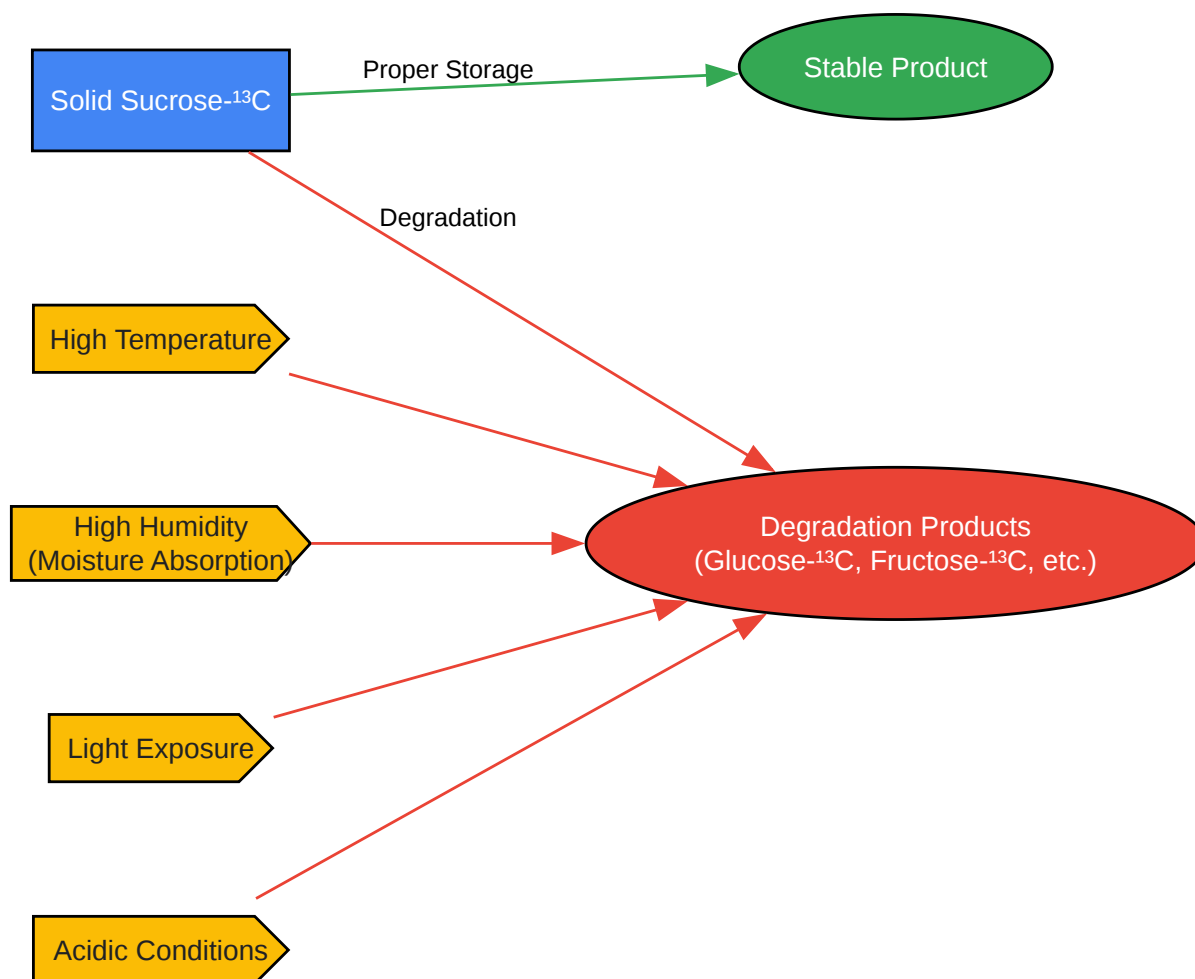 Proper Storage
Stable Product
Solid Sucrose-¹³C
Degradation
High Temperature
High Humidity
(Moisture Absorption)
Degradation Products
(Glucose-¹³C, Fructose-¹³C, etc.)
Light Exposure
Acidic Conditions